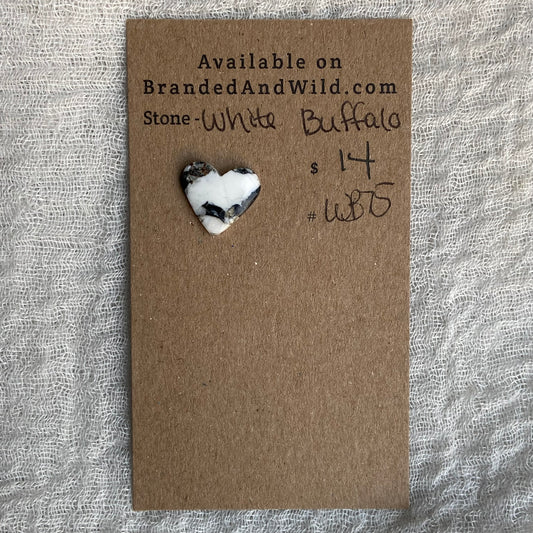 Available on
BrandedAndWild.com
Stone - White Buffalo
$ 14
# WB5